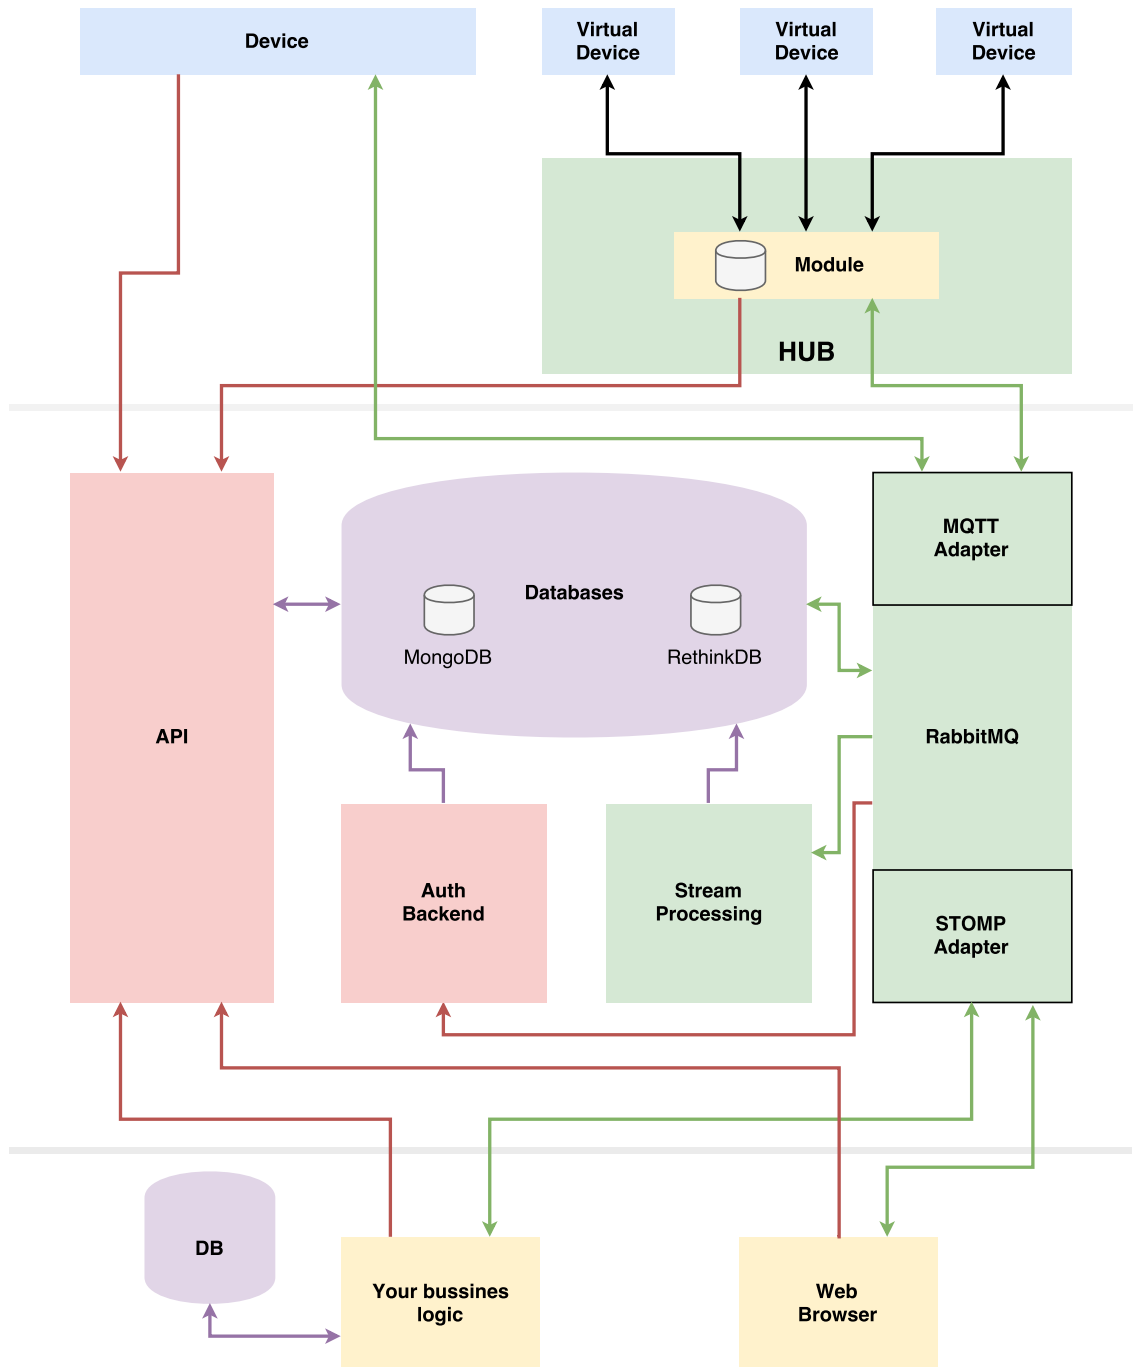 Device
Virtual
Device
Virtual
Device
Virtual
Device
Module
HUB
MQTT
Adapter
Databases
MongoDB
RethinkDB
API
RabbitMQ
Auth
Backend
Stream
Processing
STOMP
Adapter
DB
Your bussines
logic
Web
Browser